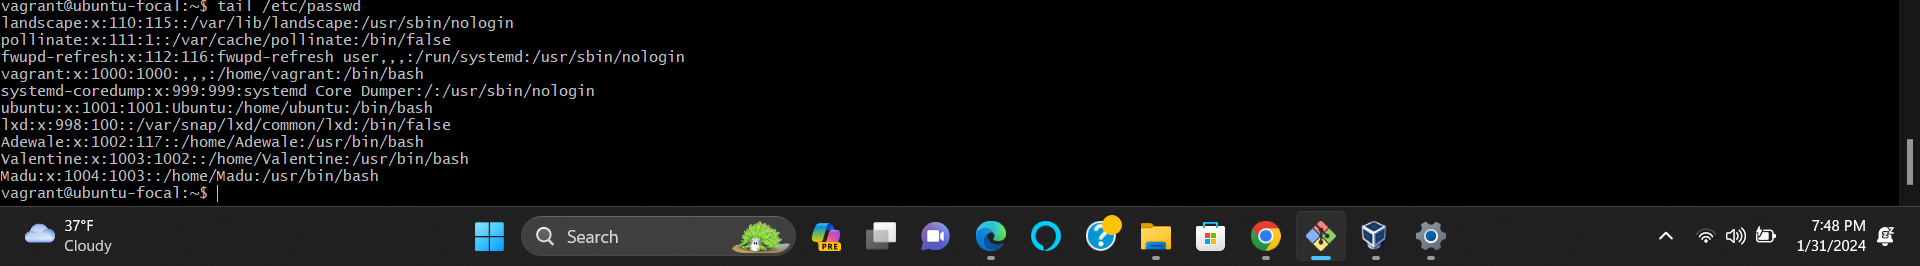 vagrant@ubuntu-focal:~$ tail /etc/passwd
landscape:x:110:115::/var/lib/landscape:/usr/sbin/nologin
pollinate:x:111:1::/var/cache/pollinate:/bin/false
fwupd-refresh:x:112:116:fwupd-refresh user,,,:/run/systemd:/usr/sbin/nologin
vagrant:x:1000:1000:,,,:/home/vagrant:/bin/bash
systemd-coredump:x:999:999:systemd Core Dumper:/:/usr/sbin/nologin
ubuntu:x:1001:1001:Ubuntu:/home/ubuntu:/bin/bash
lxd:x:998:100::/var/snap/lxd/common/lxd:/bin/false
Adewale:x:1002:117::/home/Adewale:/usr/bin/bash
Valentine:x:1003:1002::/home/Valentine:/usr/bin/bash
Madu:x:1004:1003::/home/Madu:/usr/bin/bash
vagrant@ubuntu-focal:~$
37°F
Cloudy
Search
PRE
7:48 PM
1/31/2024